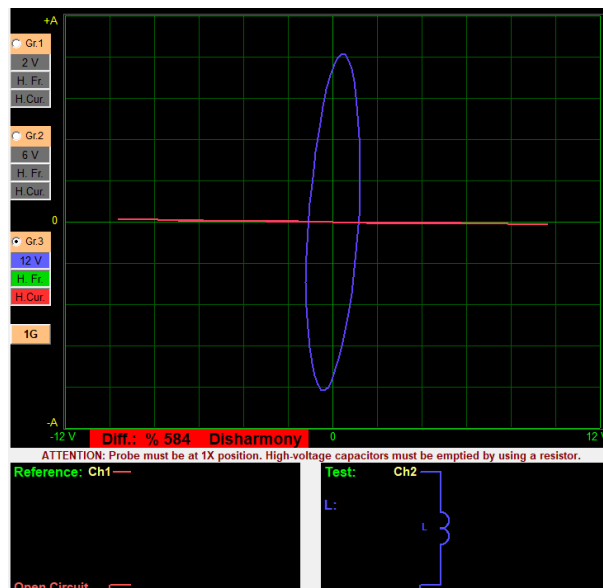 +A
Gr.1
2 V
H. Fr.
H.Cur.
Gr.2
6 V
H. Fr.
H.Cur.
0
Gr.3
12 V
H. Fr.
H.Cur.
1G
-A
-12 V
Diff.: % 584 Disharmony
0
12 V
ATTENTION: Probe must be at 1X position. High-voltage capacitors must be emptied by using a resistor.
Reference: Ch1
Test: Ch2
L:
L
Open Circuit